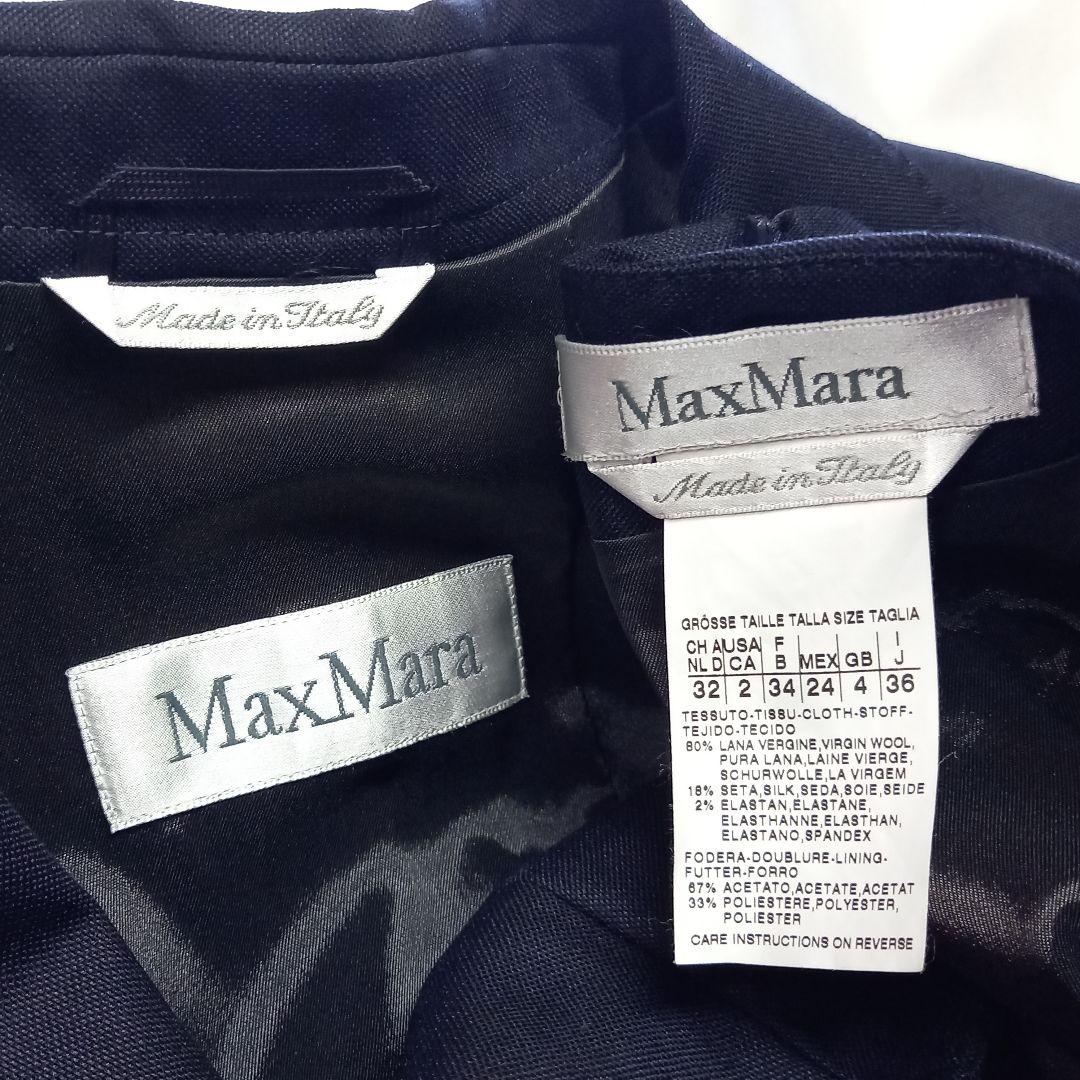 Made in Italy
MaxMara
MaxMara
Made in Italy
GRÖSSE TAILLE TALLA SIZE TAGLIA
CH A USA F I
NL D CA B MEX GB J
32 2 34 24 4 36
TESSUTO-TISSU-CLOTH-STOFF-
TEJIDO-TECIDO
80% LANA VERGINE,VIRGIN WOOL,
PURA LANA,LAINE VIERGE,
SCHURWOLLE,LA VIRGEM
18% SETA,SILK,SEDA,SOIE,SEIDE
2% ELASTAN,ELASTANE,
ELASTHANNE,ELASTHAN,
ELASTANO,SPANDEX
FODERA-DOUBLURE-LINING-
FUTTER-FORRO
67% ACETATO,ACETATE,ACETAT
33% POLIESTERE,POLYESTER,
POLIESTER
CARE INSTRUCTIONS ON REVERSE